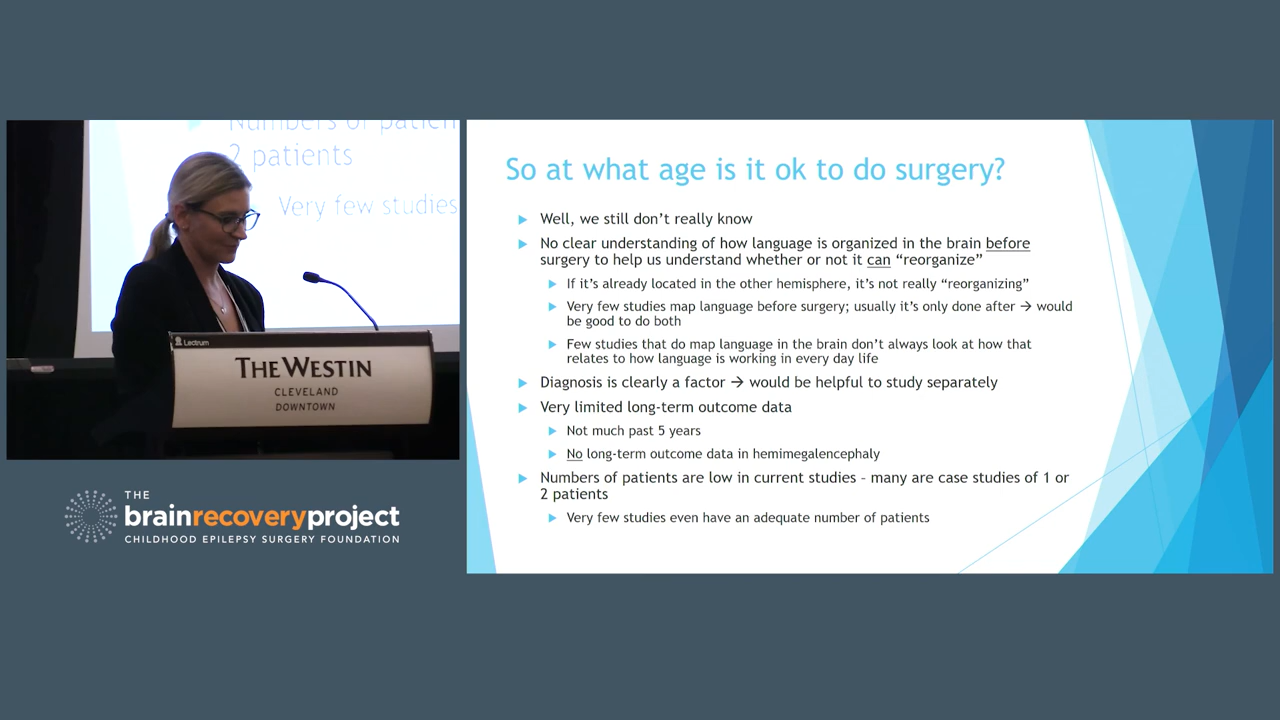 Numbers of patien
2 patients
Very few studies
Lectrum
THE WESTIN
CLEVELAND
DOWNTOWN
THE
brainrecoveryproject
CHILDHOOD EPILEPSY SURGERY FOUNDATION
So at what age is it ok to do surgery?
Well, we still don't really know
No clear understanding of how language is organized in the brain before
surgery to help us understand whether or not it can “reorganize”
If it's already located in the other hemisphere, it's not really “reorganizing”
Very few studies map language before surgery; usually it's only done after → would
be good to do both
Few studies that do map language in the brain don't always look at how that
relates to how language is working in every day life
Diagnosis is clearly a factor → would be helpful to study separately
Very limited long-term outcome data
Not much past 5 years
No long-term outcome data in hemimegalencephaly
Numbers of patients are low in current studies – many are case studies of 1 or
2 patients
Very few studies even have an adequate number of patients